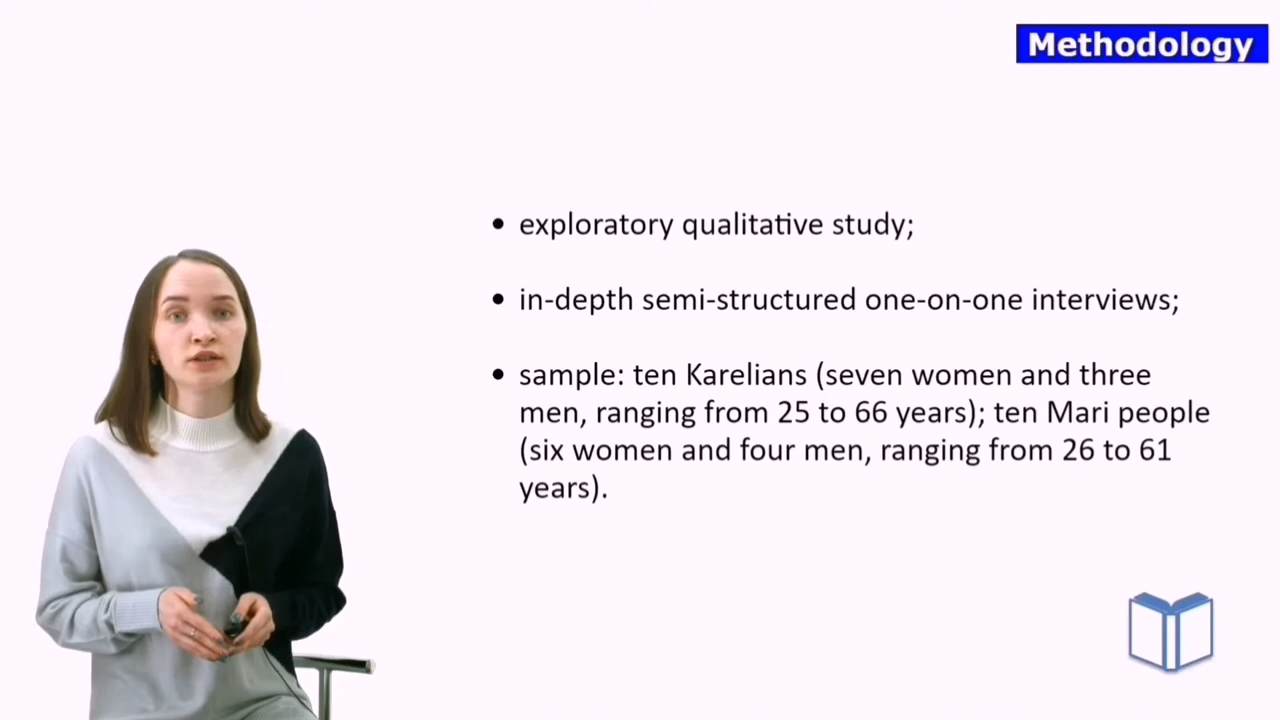 Methodology
exploratory qualitative study;
in-depth semi-structured one-on-one interviews;
sample: ten Karelians (seven women and three
men, ranging from 25 to 66 years); ten Mari people
(six women and four men, ranging from 26 to 61
years).